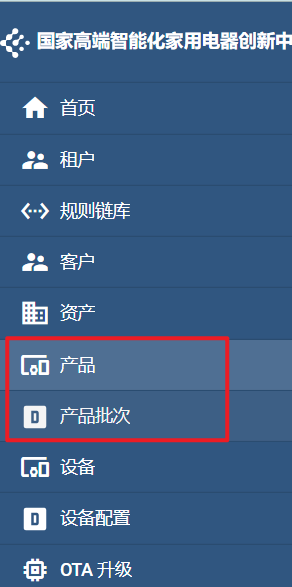 国家高端智能化家用电器创新中
首页
租户
规则链库
客户
资产
产品
D 产品批次
设备
D 设备配置
OTA 升级